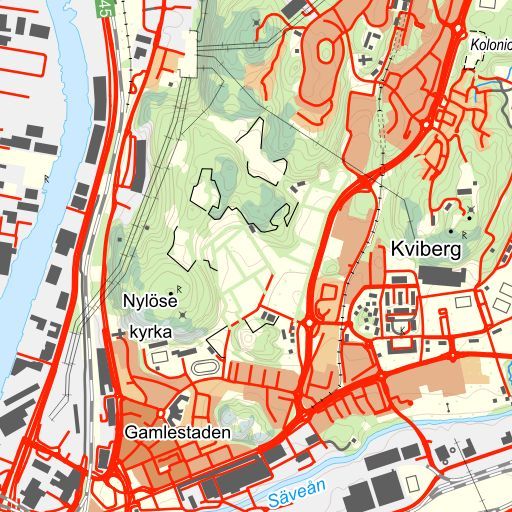 45
Kolonio
Kviberg
R
R
Nylöse
kyrka
K
Gamlestaden
Säveån